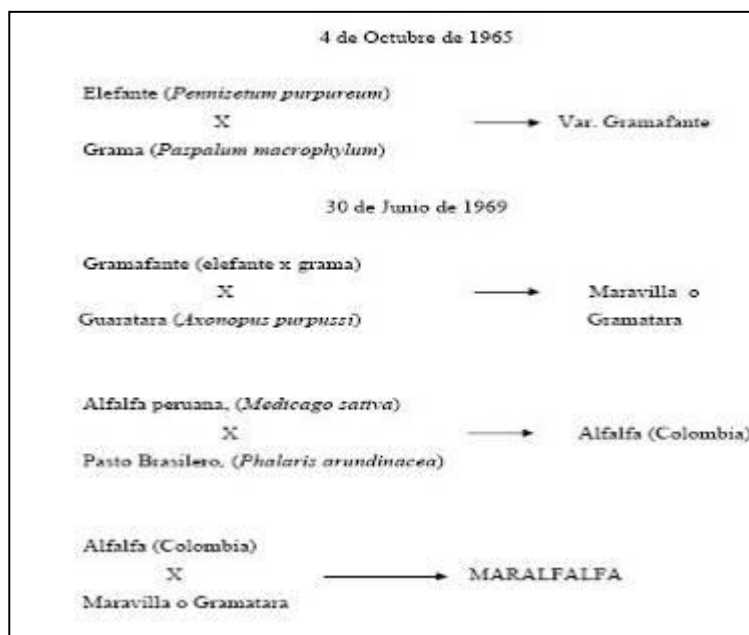 4 de Octubre de 1965
Elefante (Pennisetum purpureum)
X
Var. Gramafante
Grama (Paspalum macrophylum)
30 de Junio de 1969
Gramafante (elefante x grama)
X
Maravilla o
Guaratara (Axonopus purpussi)
Gramatara
Alfalfa peruana, (Medicago sativa)
X
Alfalfa (Colombia)
Pasto Brasilero, (Phalaris arundinacea)
Alfalfa (Colombia)
X
MARALFALFA
Maravilla o Gramatara